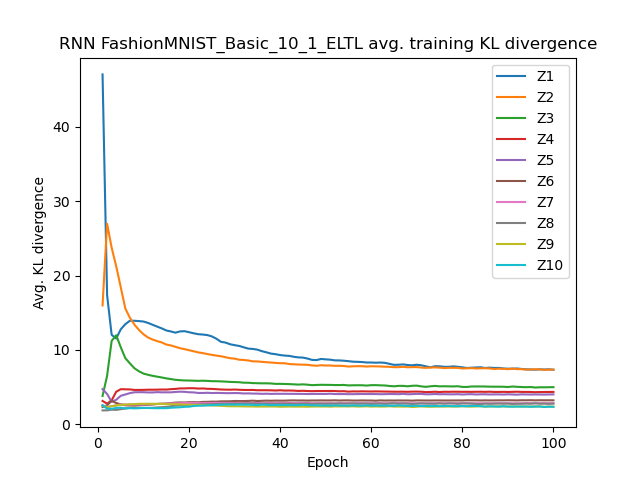 RNN FashionMNIST_Basic_10_1_ELTL avg. training KL divergence
Avg. KL divergence
40
30
20
10
0
0 20 40 60 80 100
Epoch
Z1
Z2
Z3
Z4
Z5
Z6
Z7
Z8
Z9
Z10